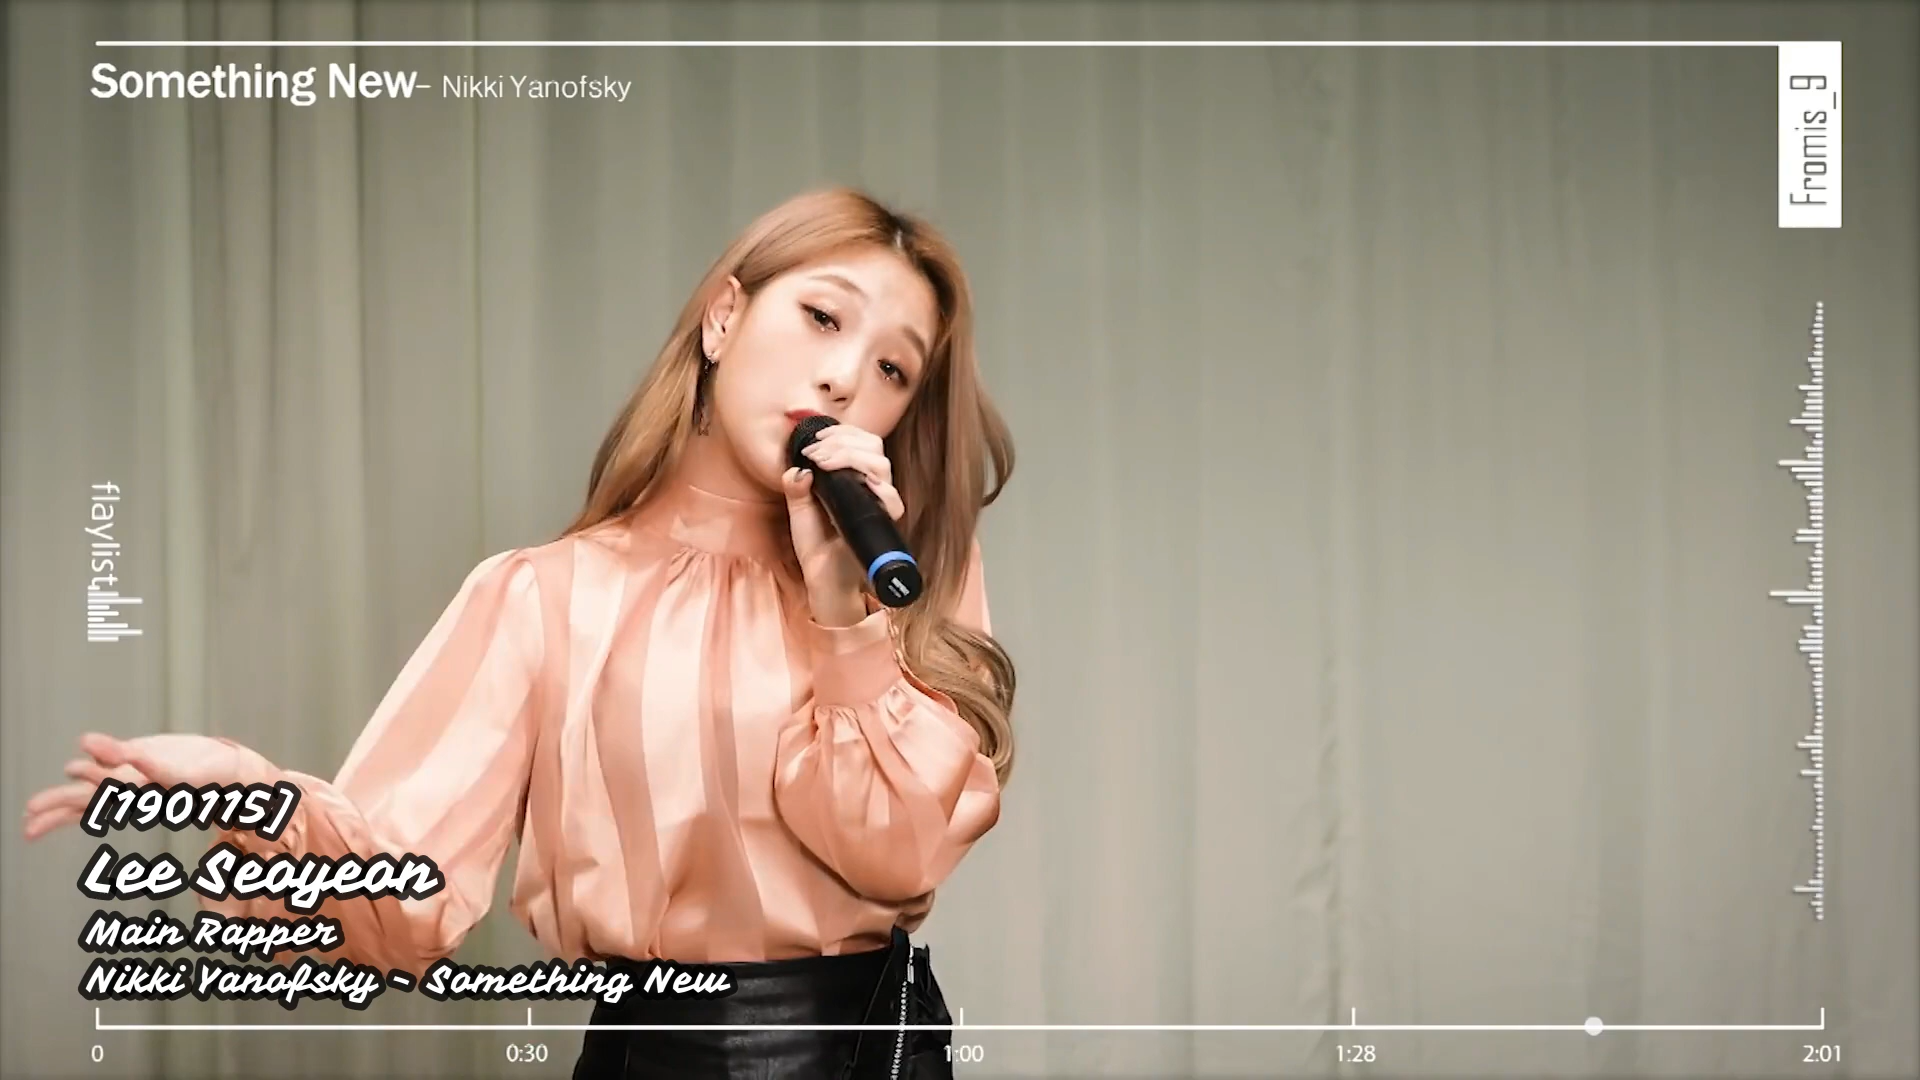 Something New– Nikki Yanofsky
Fromis_9
flaylist
[190115]
Lee Seoyeon
Main Rapper
Nikki Yanofsky - Something New
0 0:30 1:00 1:28 2:01